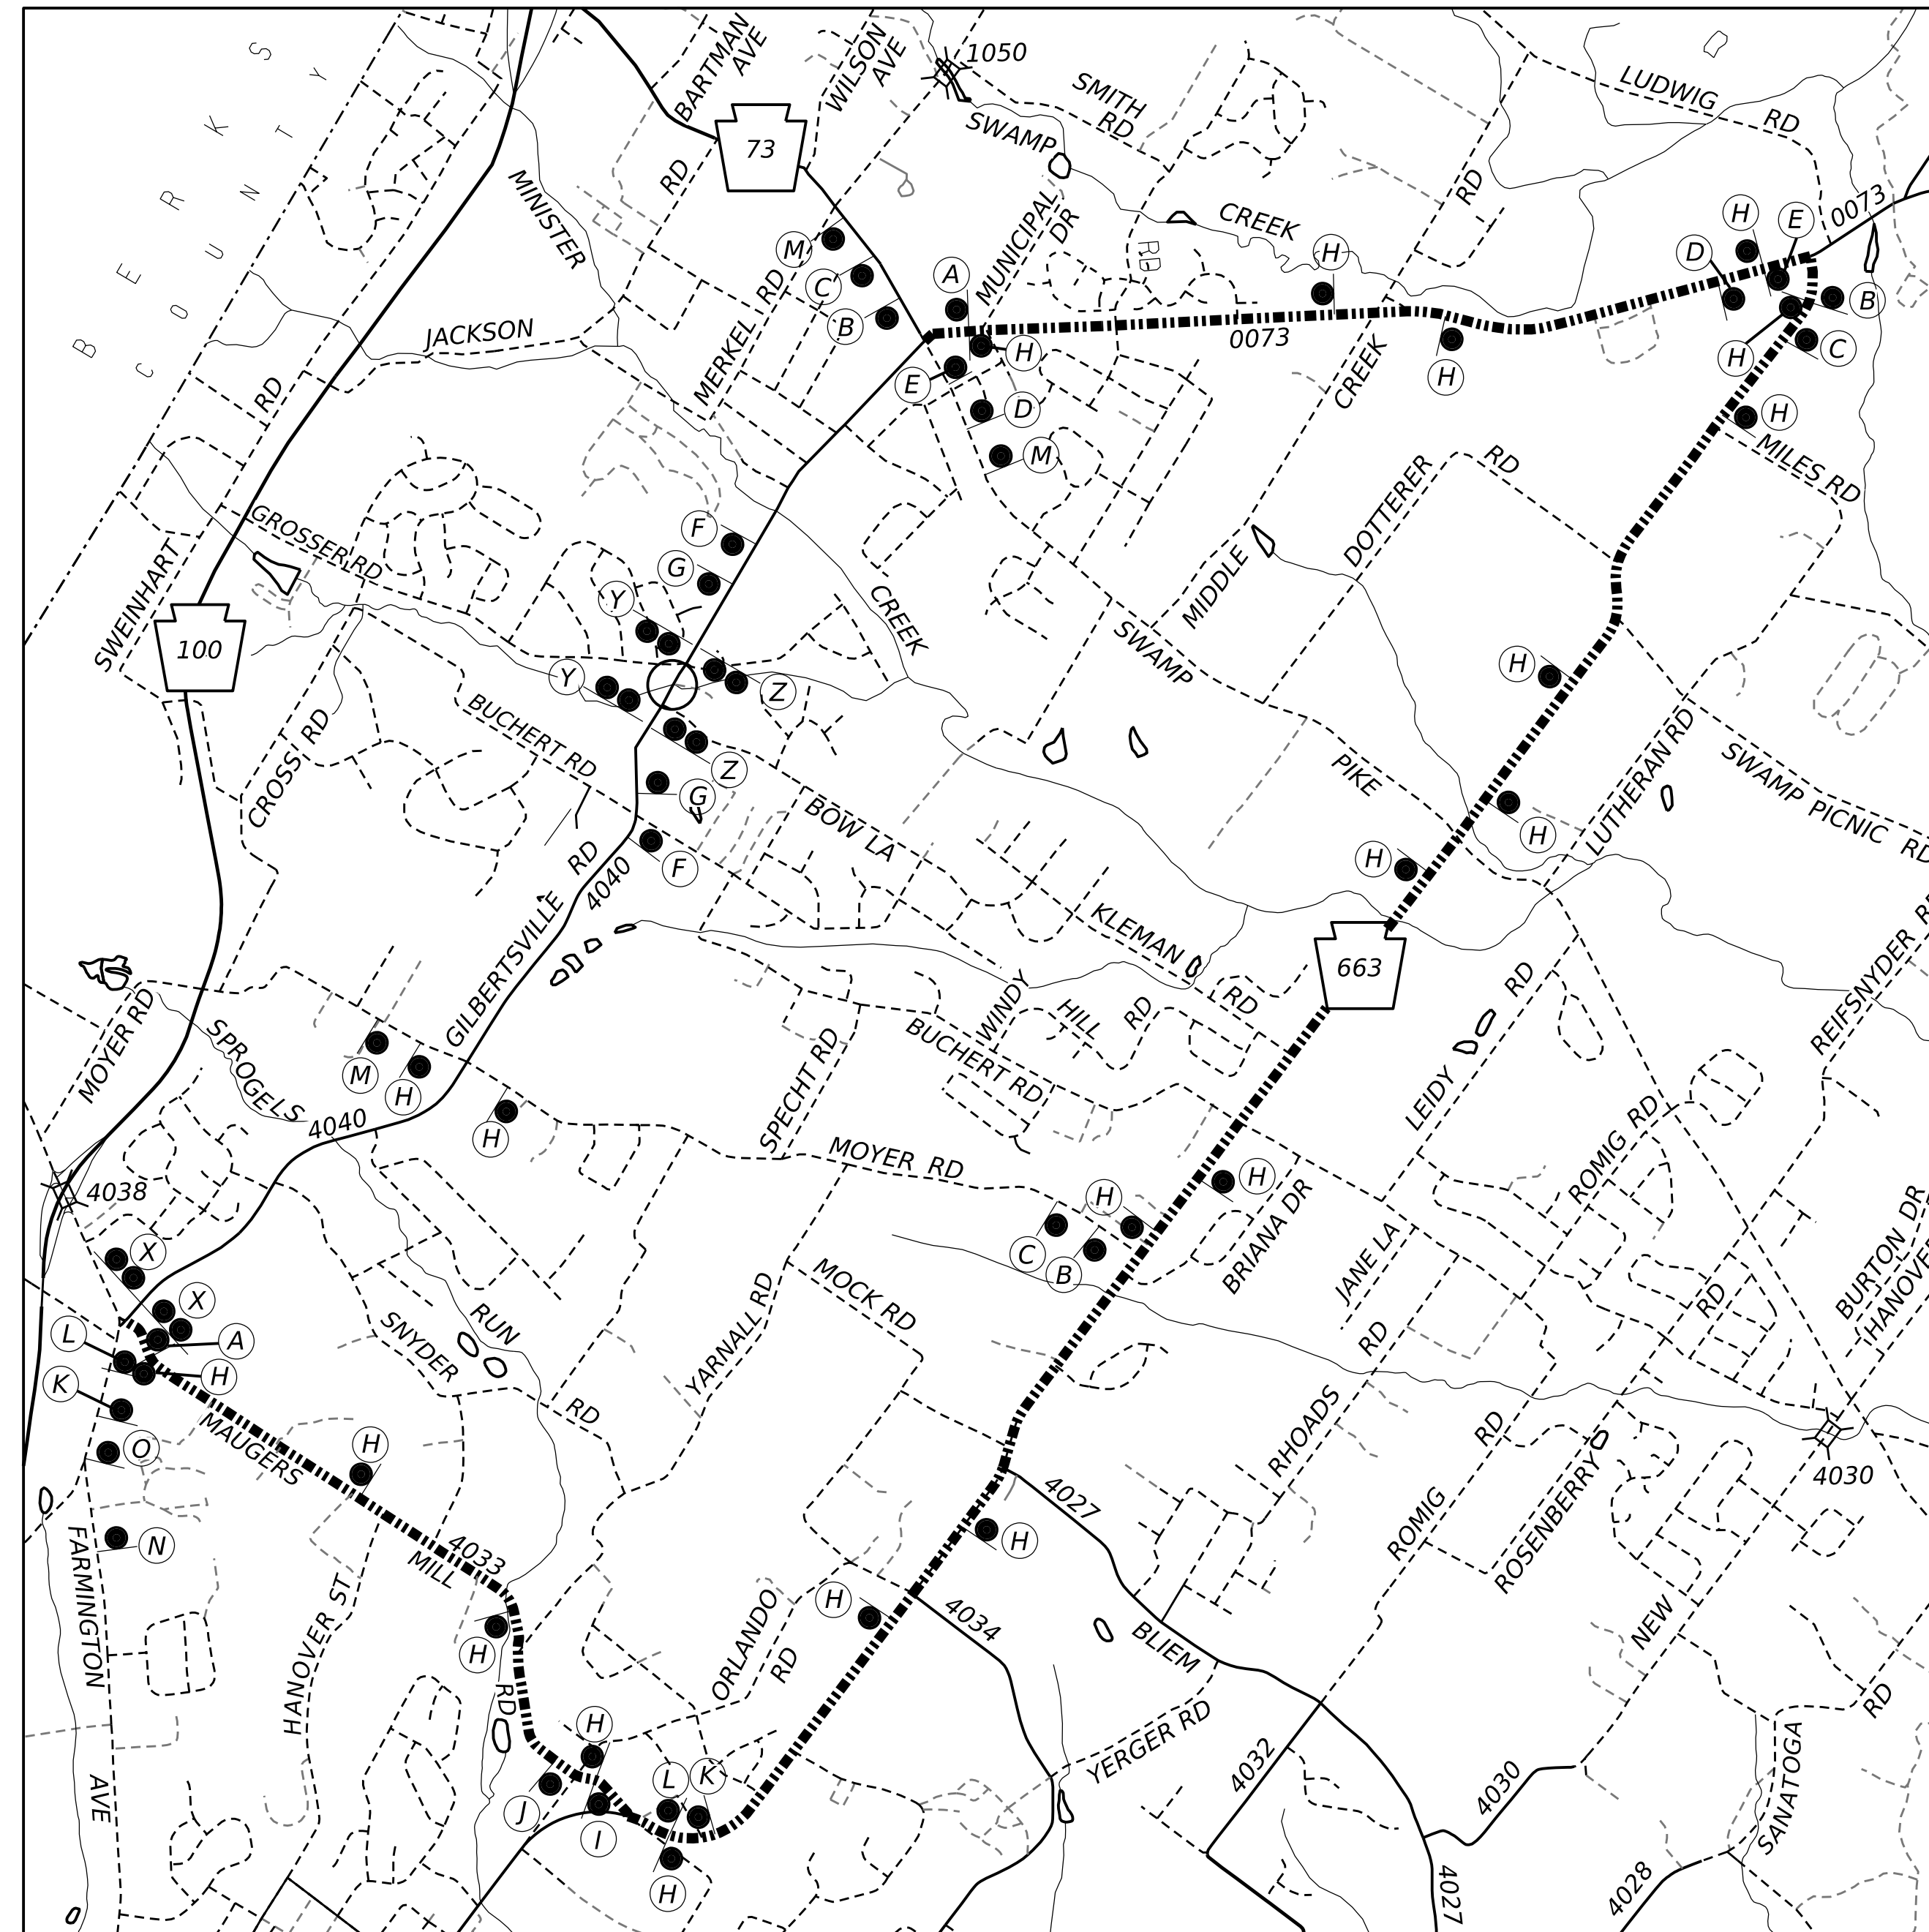 BERKS
COUNTY
BARTMAN
AVE
WILSON
AVE
1050
SMITH
RD
LUDWIG
RD
73
RD
SWAMP
CREEK
MINISTER
MUNICIPAL
DR
RD
H
E
0073
D
H
M
C
A
B
RD
B
JACKSON
0073
H
H
C
MERKEL
E
CREEK
H
RD
D
H
M
MILES RD
RD
DOTTERER
GROSSER RD
F
SWEINHART
G
Y
CREEK
MIDDLE
100
SWAMP
H
Y
Z
BUCHERT RD
RD
LUTHERAN RD
Z
PIKE
SWAMP PICNIC RD
CROSS
G
BOW LA
H
RD
4040
F
H
GILBERTSVILLE
KLEMAN
RD
663
REIFSNYDER RD
MOYER RD
SPROGELS
WINDY
HILL
RD
RD
M
H
SPECHT RD
BUCHERT RD
LEIDY
4040
H
MOYER RD
ROMIG RD
4038
H
H
BRIANA DR
BURTON DR
X
C
B
JANE LA
HANOVER
X
MOCK RD
RD
L
A
RUN
SNYDER
YARNALL RD
RD
K
H
RD
RHOADS
RD
O
MAUGERS
H
4030
4027
ROSENBERRY
ROMIG
FARMINGTON
N
4033
MILL
H
H
4034
HANOVER ST
ORLANDO
RD
BLIEM
NEW
H
RD
YERGER RD
RD
H
4032
4030
SANATOGA
AVE
L
K
J
I
H
4027
4028